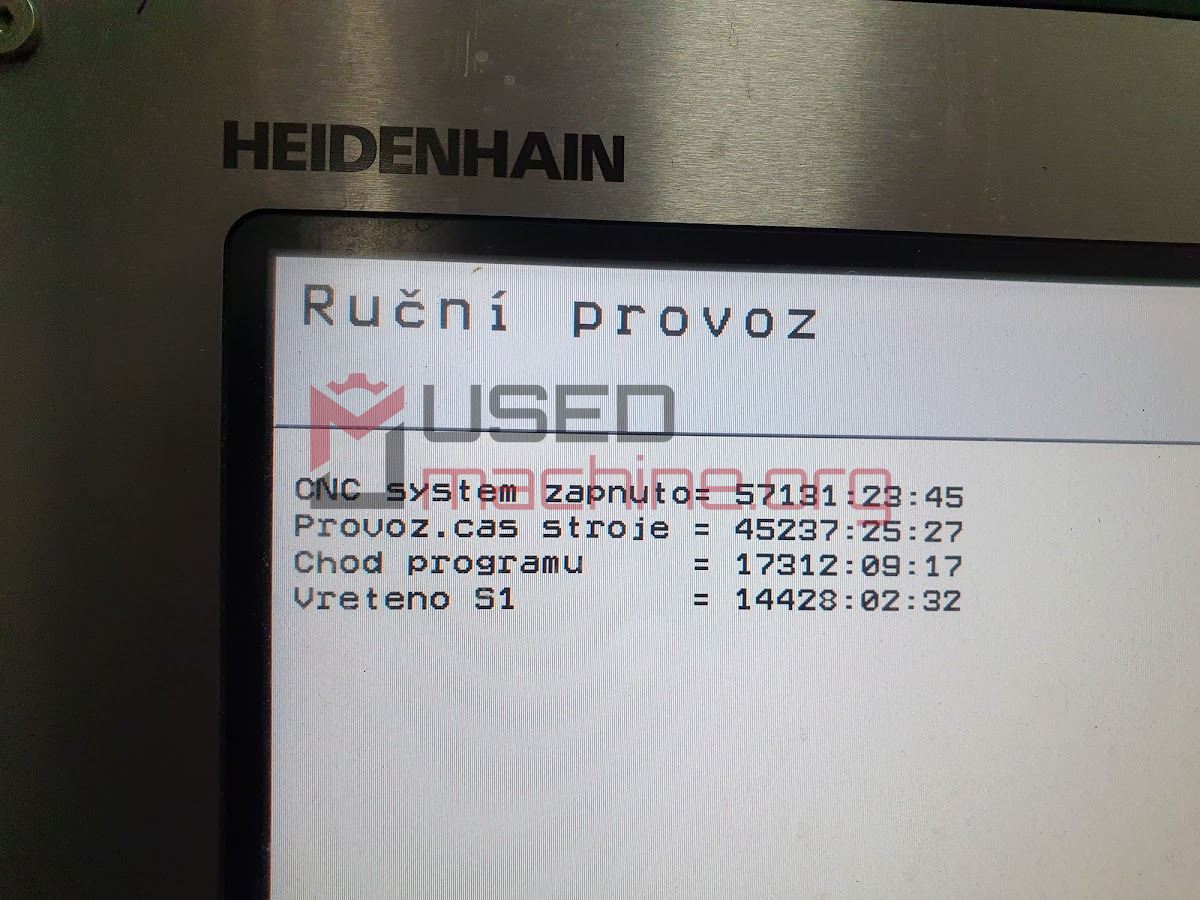 HEIDENHAIN
Ruční provoz
USED
machine.org
CNC system zapnuto= 57131:23:45
Provoz.cas stroje = 45237:25:27
Chod programu = 17312:09:17
Vreteno S1 = 14428:02:32